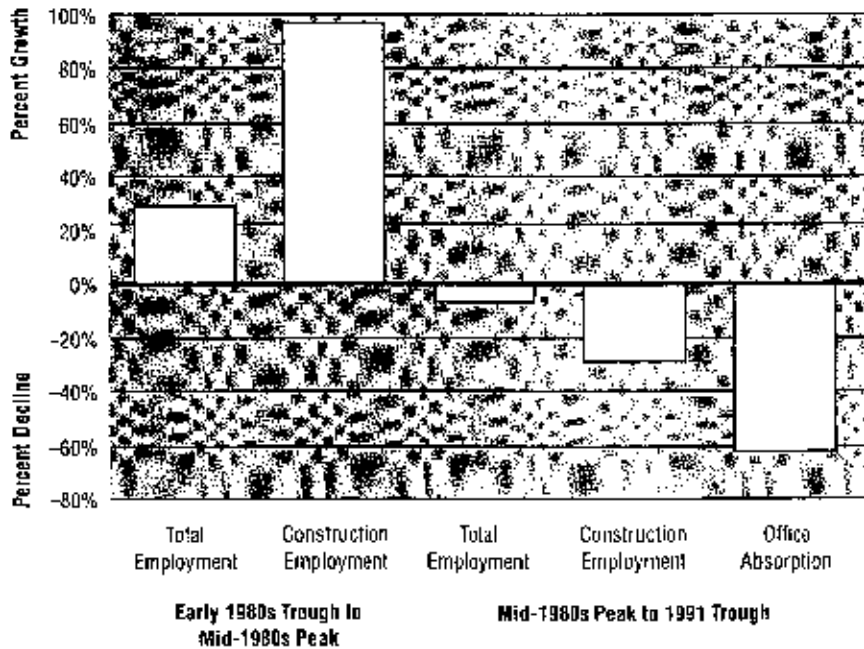 Percent Growth
Percent Decline
100%
80%
60%
40%
20%
0%
−20%
−40%
−60%
−80%
Total
Employment
Construction
Employment
Total
Employment
Construction
Employment
Office
Absorption
Early 1980s Trough to
Mid-1980s Peak
Mid-1980s Peak to 1991 Trough